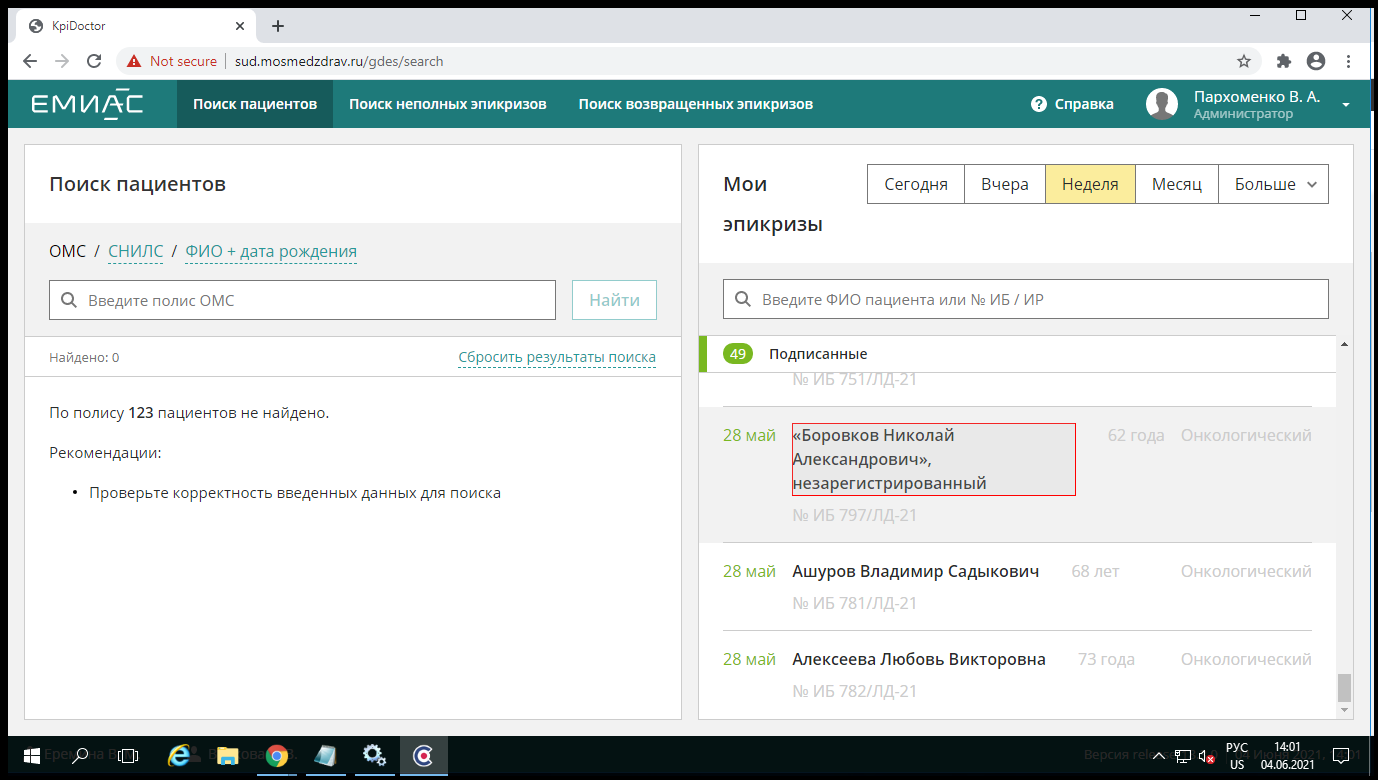 KpiDoctor
Not secure
sud.mosmedzdrav.ru/gdes/search
ЕМИАС
Поиск пациентов
Поиск неполных эпикризов
Поиск возвращенных эпикризов
? Справка
Пархоменко В. А.
Администратор
Поиск пациентов
ОМС / СНИЛС / ФИО + дата рождения
Введите полис ОМС
Найти
Найдено: 0
Сбросить результаты поиска
По полису 123 пациентов не найдено.
Рекомендации:
• Проверьте корректность введенных данных для поиска
Мои
эпикризы
Сегодня
Вчера
Неделя
Месяц
Больше
Введите ФИО пациента или № ИБ / ИР
49 Подписанные
№ ИБ 751/ЛД-21
28 май «Боровков Николай 62 года Онкологический
Александрович»,
незарегистрированный
№ ИБ 797/ЛД-21
28 май Ашуров Владимир Садыкович 68 лет Онкологический
№ ИБ 781/ЛД-21
28 май Алексеева Любовь Викторовна 73 года Онкологический
№ ИБ 782/ЛД-21
Версия release
РУС
US
14:01
04.06.2021